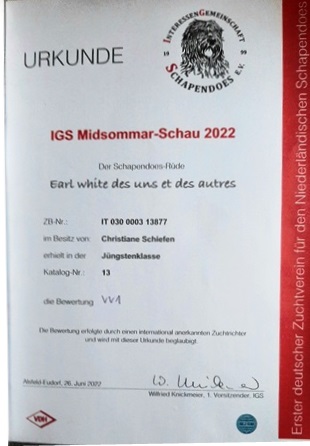 URKUNDE
INTERESSENGEMEINSCHAFT
19 99
SCHAPENDOES E.V.
IGS Midsommar-Schau 2022
Der Schapendoes-Rüde
Earl white des uns et des autres
ZB-Nr.: IT 030 0003 13877
im Besitz von: Christiane Schiefen
erhielt in der Jüngstenklasse
Katalog-Nr.: 13
die Bewertung VV1
Die Bewertung erfolgte durch einen international anerkannten Zuchtrichter
und wird mit dieser Urkunde beglaubigt.
Alsfeld-Eudorf, 26. Juni 2022
Wilfried Knickmeier, 1. Vorsitzender, IGS
VDH
Erster deutscher Zuchtverein für den Niederländischen Schapendoes